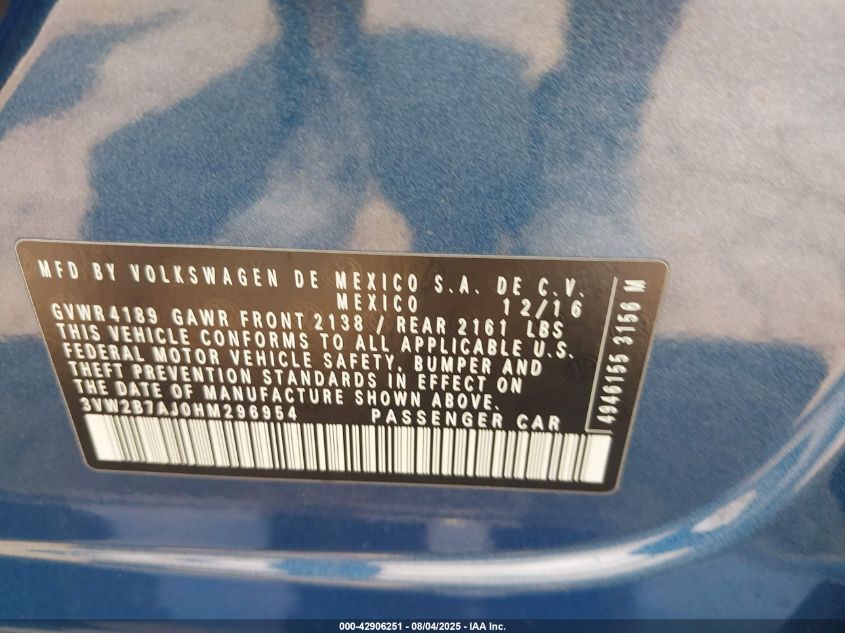 MFD BY VOLKSWAGEN DE MEXICO S.A. DE C.V.
MEXICO 12/16
GVWR 4189 GAWR FRONT 2138 / REAR 2161 LBS
THIS VEHICLE CONFORMS TO ALL APPLICABLE U.S.
FEDERAL MOTOR VEHICLE SAFETY, BUMPER AND
THEFT PREVENTION STANDARDS IN EFFECT ON
THE DATE OF MANUFACTURE SHOWN ABOVE.
3VW2B7AJ0HM296954 PASSENGER CAR
4946155 3156 M
000-42906251 - 08/04/2025 - IAA Inc.